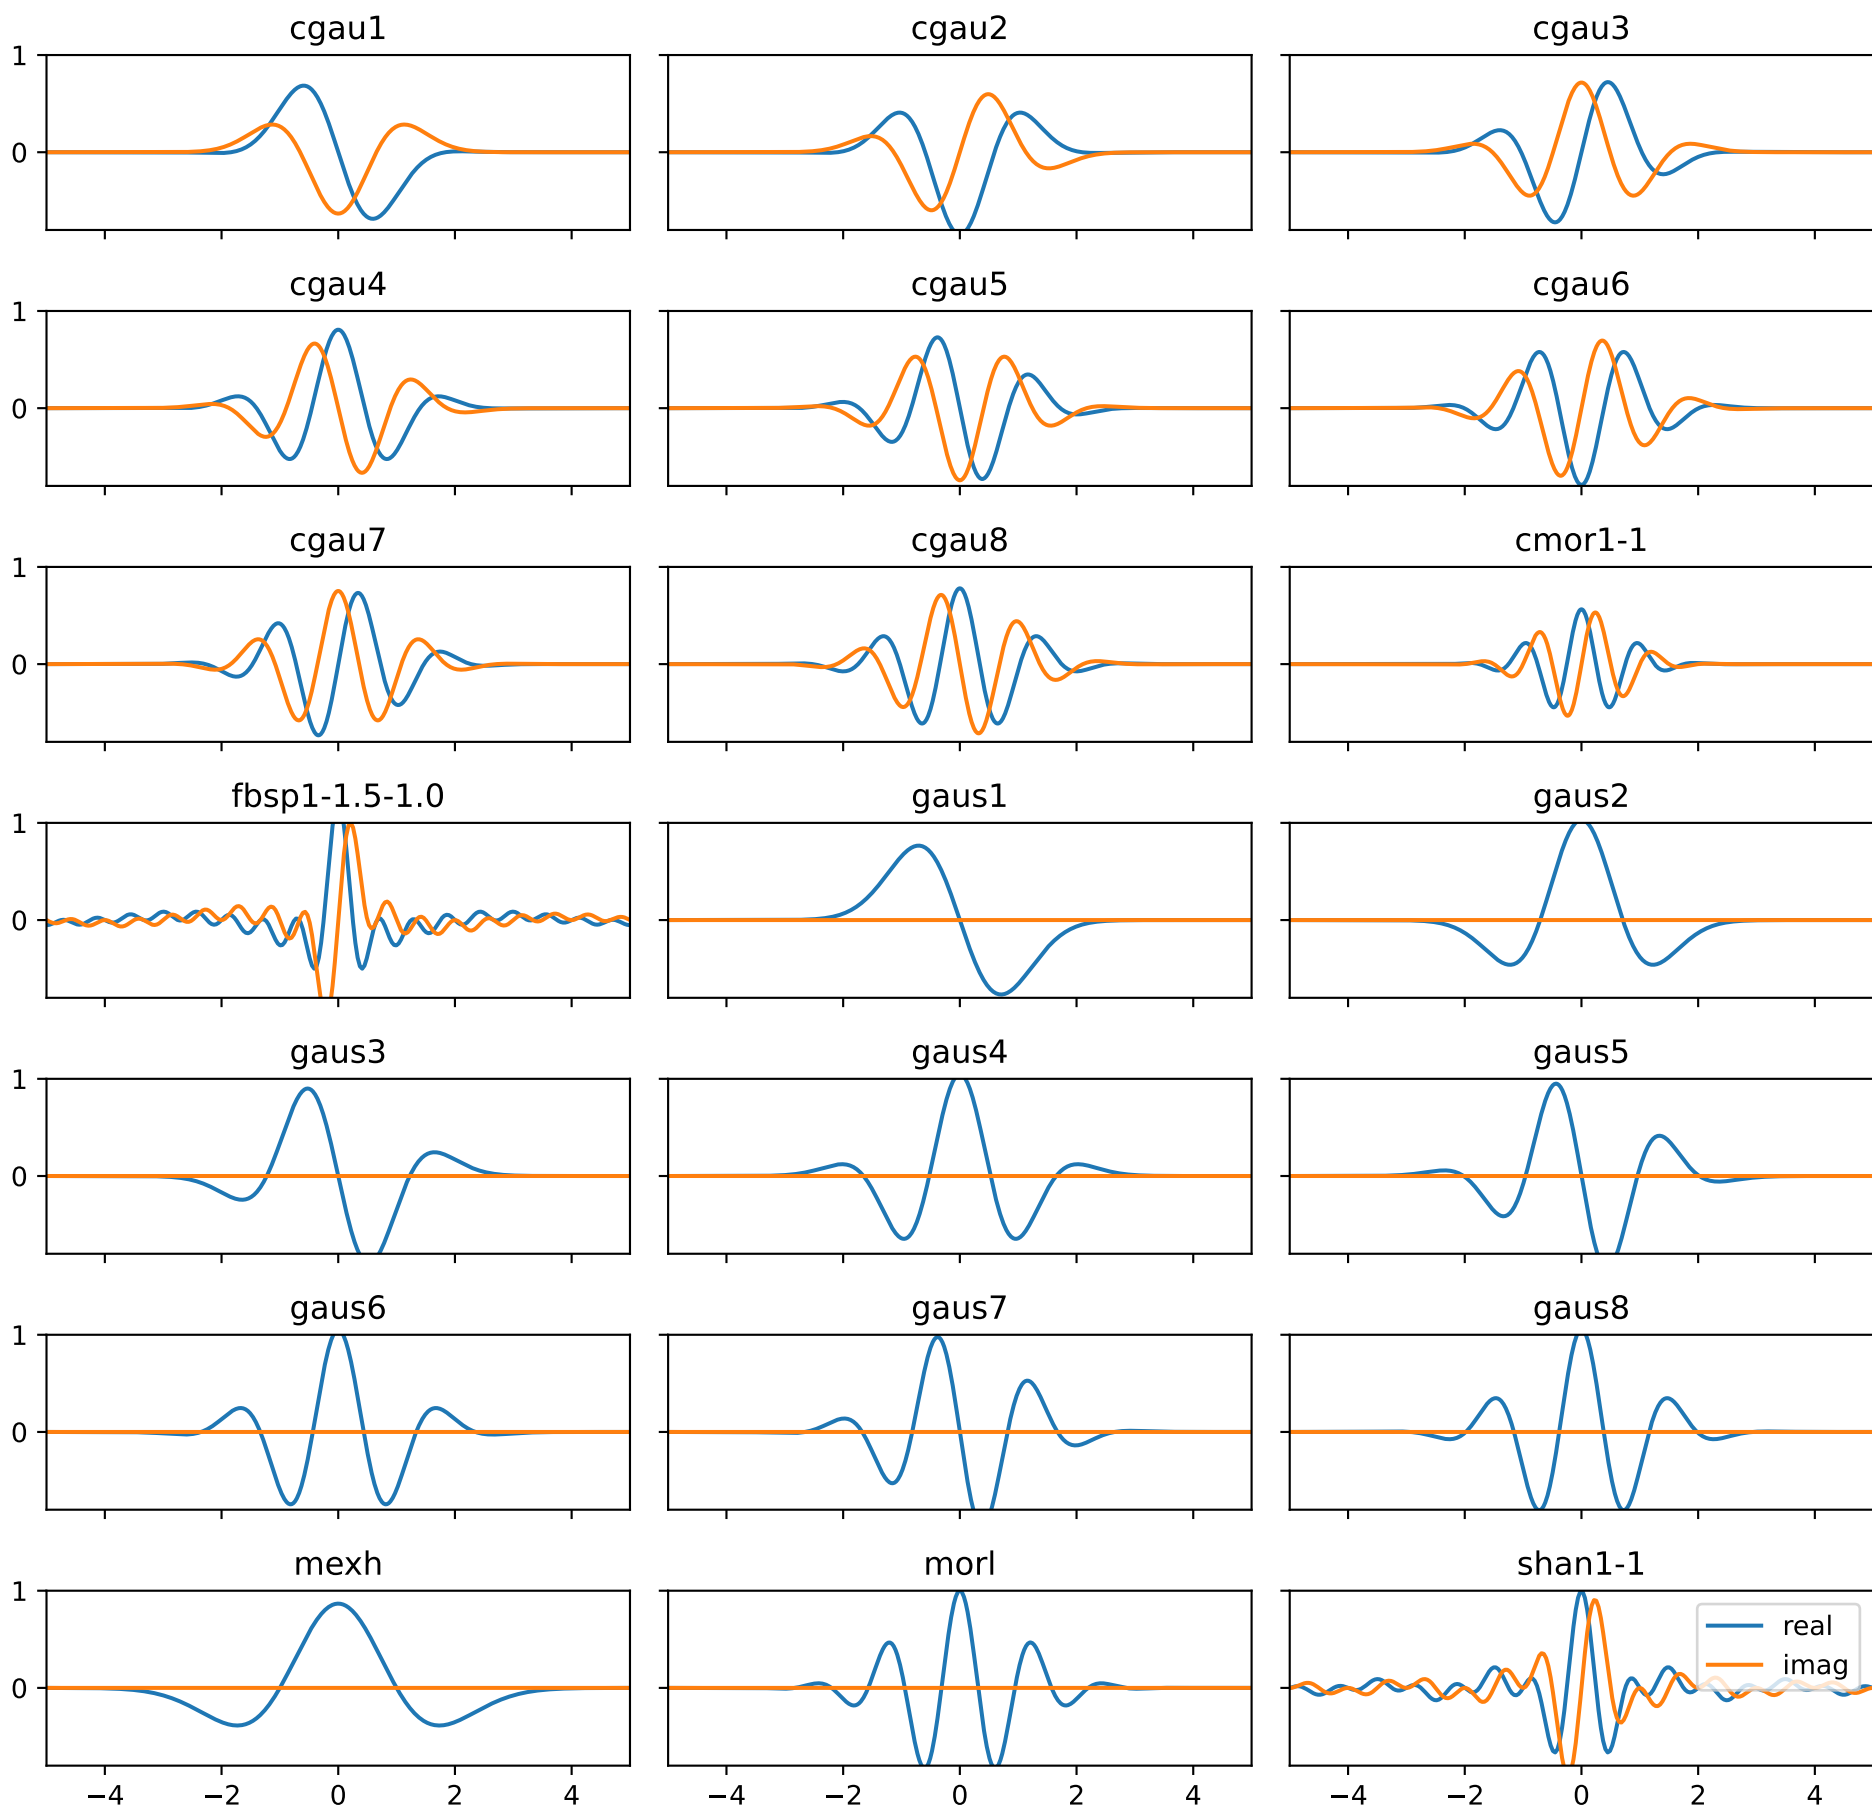 cgau1
cgau2
cgau3
1
0
cgau4
cgau5
cgau6
1
0
cgau7
cgau8
cmor1-1
1
0
fbsp1-1.5-1.0
gaus1
gaus2
1
0
gaus3
gaus4
gaus5
1
0
gaus6
gaus7
gaus8
1
0
mexh
morl
shan1-1
1
0
real
imag
−4 −2 0 2 4
−4 −2 0 2 4
−4 −2 0 2 4